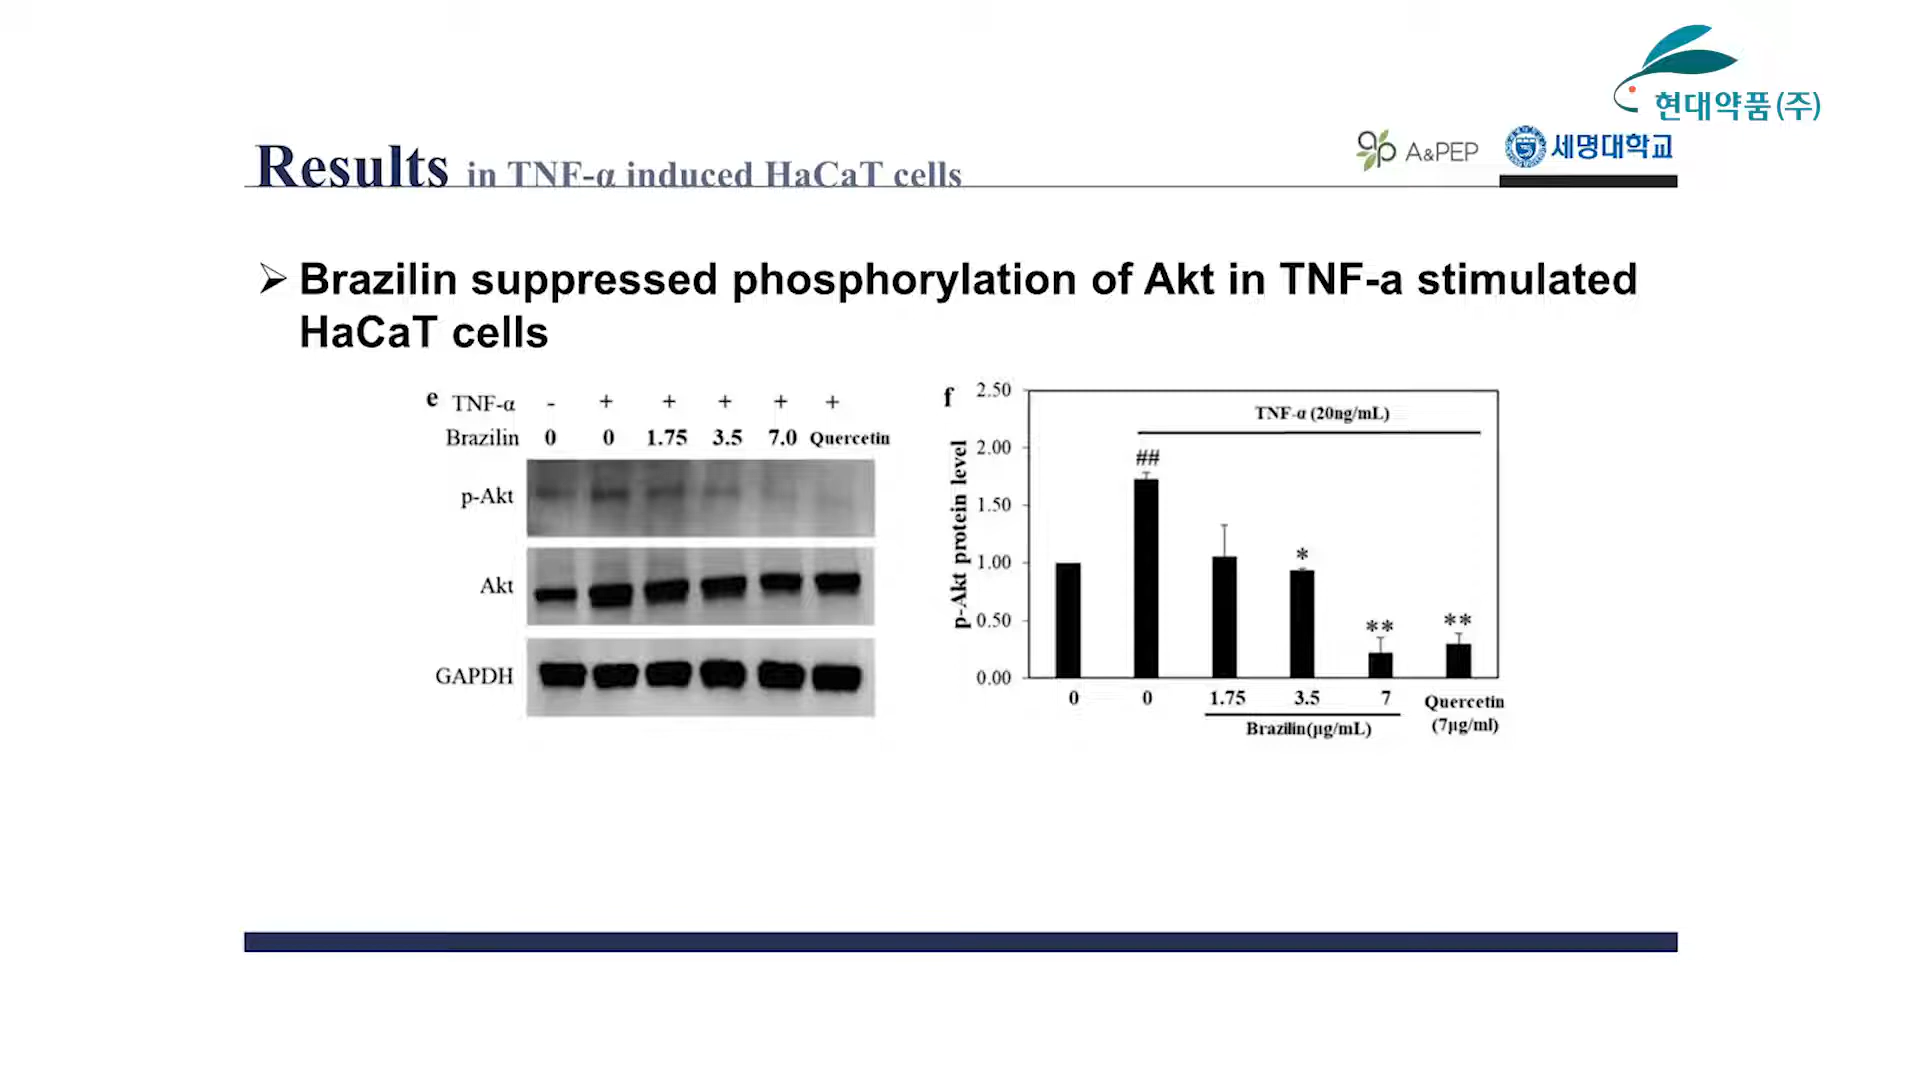 현대약품(주)
Results in TNF-α induced HaCaT cells
A&PEP
세명대학교
➢ Brazilin suppressed phosphorylation of Akt in TNF-a stimulated
HaCaT cells
e TNF-α - + + + + +
Brazilin 0 0 1.75 3.5 7.0 Quercetin
p-Akt
Akt
GAPDH
f
p-Akt protein level
2.50
2.00
1.50
1.00
0.50
0.00
TNF-α (20ng/mL)
##
*
**
**
0 0 1.75 3.5 7 Quercetin
(7μg/ml)
Brazilin(μg/mL)